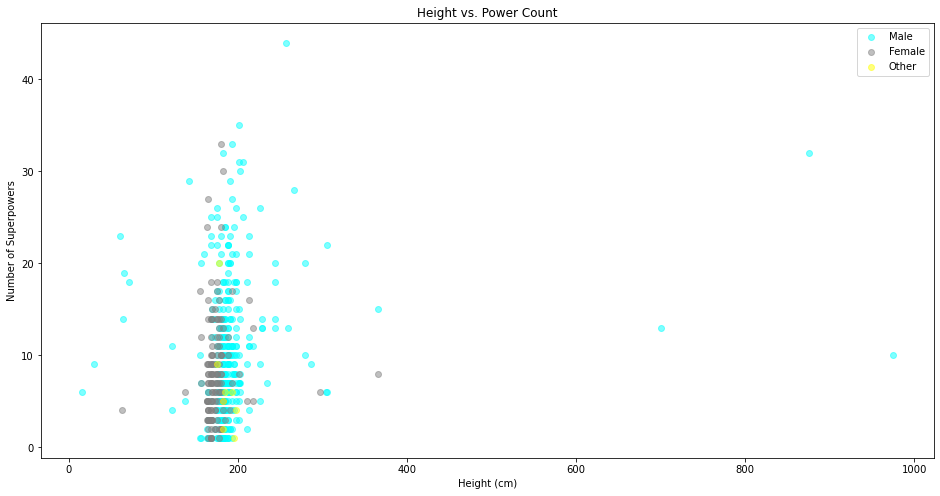 Height vs. Power Count
Male
Female
Other
Number of Superpowers
40
30
20
10
0
0
200
400
600
800
1000
Height (cm)